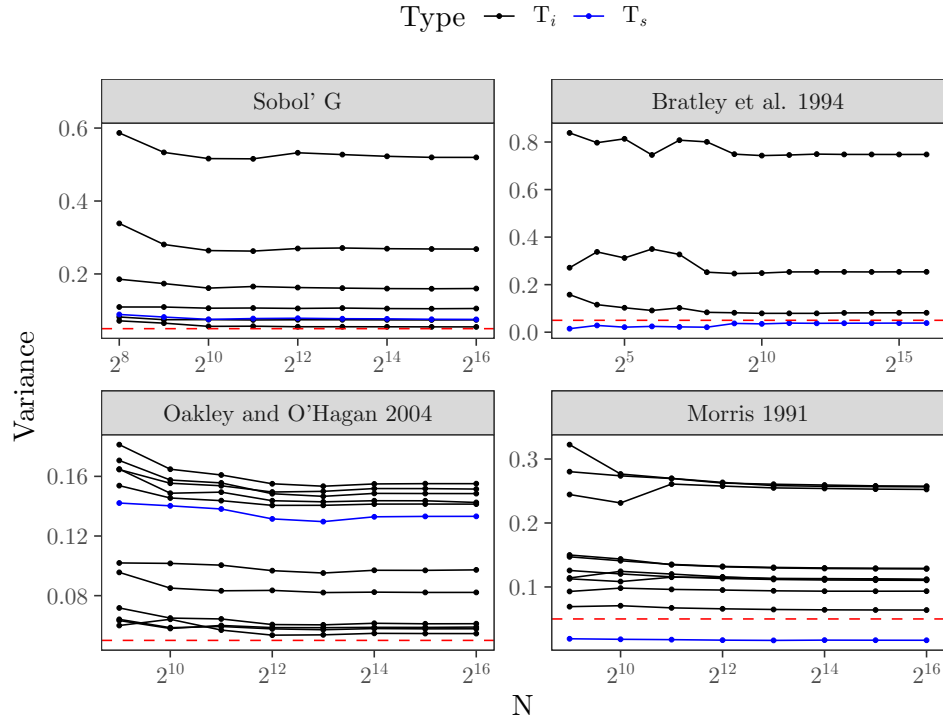 Type T_i T_s
Sobol' G
Bratley et al. 1994
0.6
0.4
0.2
2^8 2^10 2^12 2^14 2^16
0.8
0.6
0.4
0.2
0.0
2^5 2^10 2^15
Variance
Oakley and O'Hagan 2004
Morris 1991
0.16
0.12
0.08
2^10 2^12 2^14 2^16
0.3
0.2
0.1
2^10 2^12 2^14 2^16
N